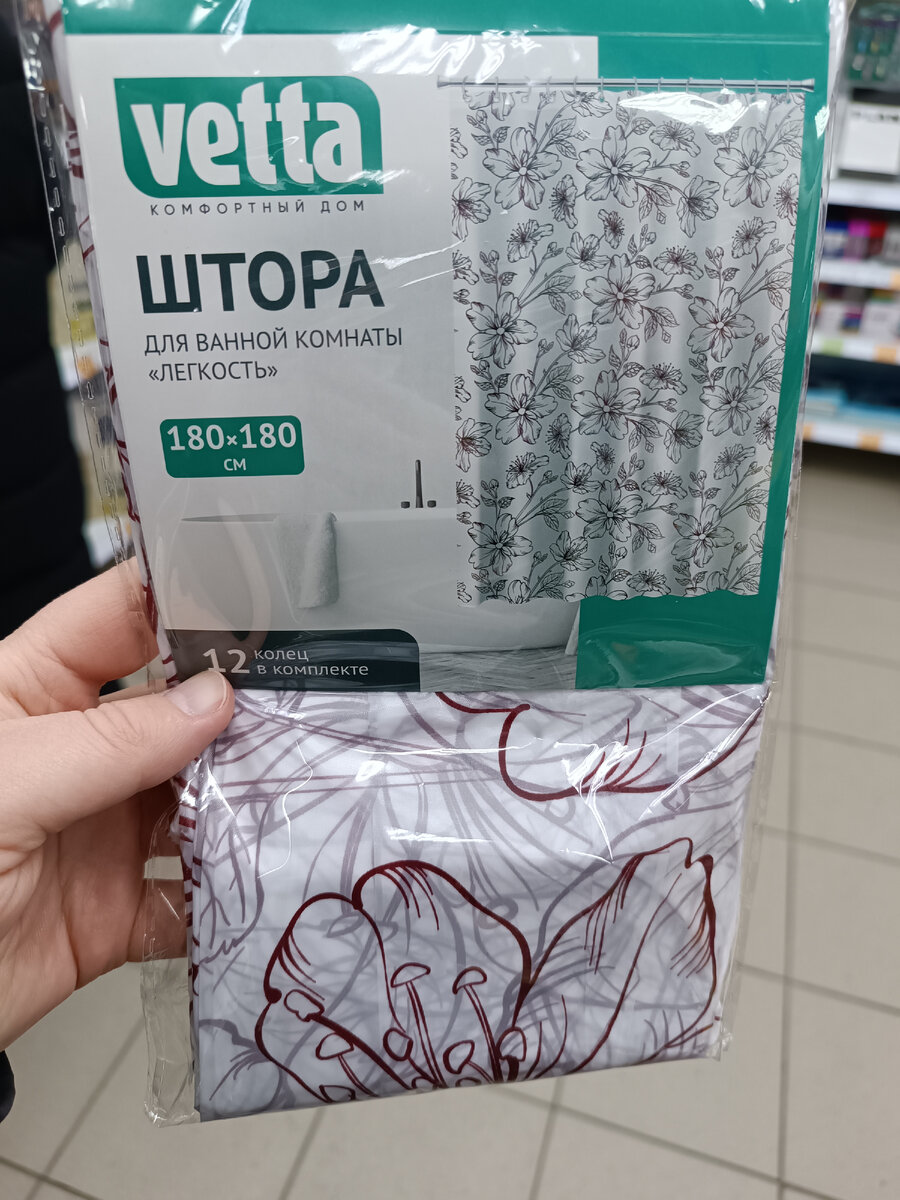 vetta
КОМФОРТНЫЙ ДОМ
ШТОРА
ДЛЯ ВАННОЙ КОМНАТЫ
«ЛЕГКОСТЬ»
180×180
СМ
12 колец
в комплекте